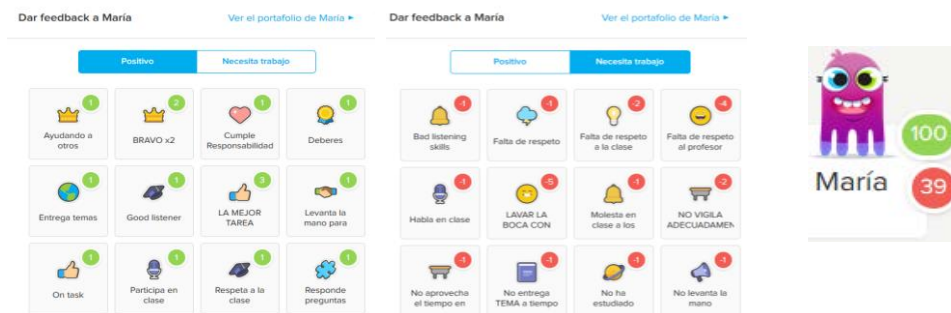 Dar feedback a María
Ver el portafolio de María ►
Positivo
Necesita trabajo
1
2
1
1
Ayudando a
otros
BRAVO x2
Cumple
Responsabilidad
Deberes
1
1
3
1
Entrega temas
Good listener
LA MEJOR
TAREA
Levanta la
mano para
1
1
1
1
On task
Participa en
clase
Respeta a la
clase
Responde
preguntas
Dar feedback a María
Ver el portafolio de María ►
Positivo
Necesita trabajo
-1
-1
-2
-4
Bad listening
skills
Falta de respeto
Falta de respeto
a la clase
Falta de respeto
al profesor
-1
-5
-1
-2
Habla en clase
LAVAR LA
BOCA CON
Molesta en
clase a los
NO VIGILA
ADECUADAMEN
-1
-1
-1
-1
No aprovecha
el tiempo en
No entrega
TEMA a tiempo
No ha
estudiado
No levanta la
mano
100
María
39